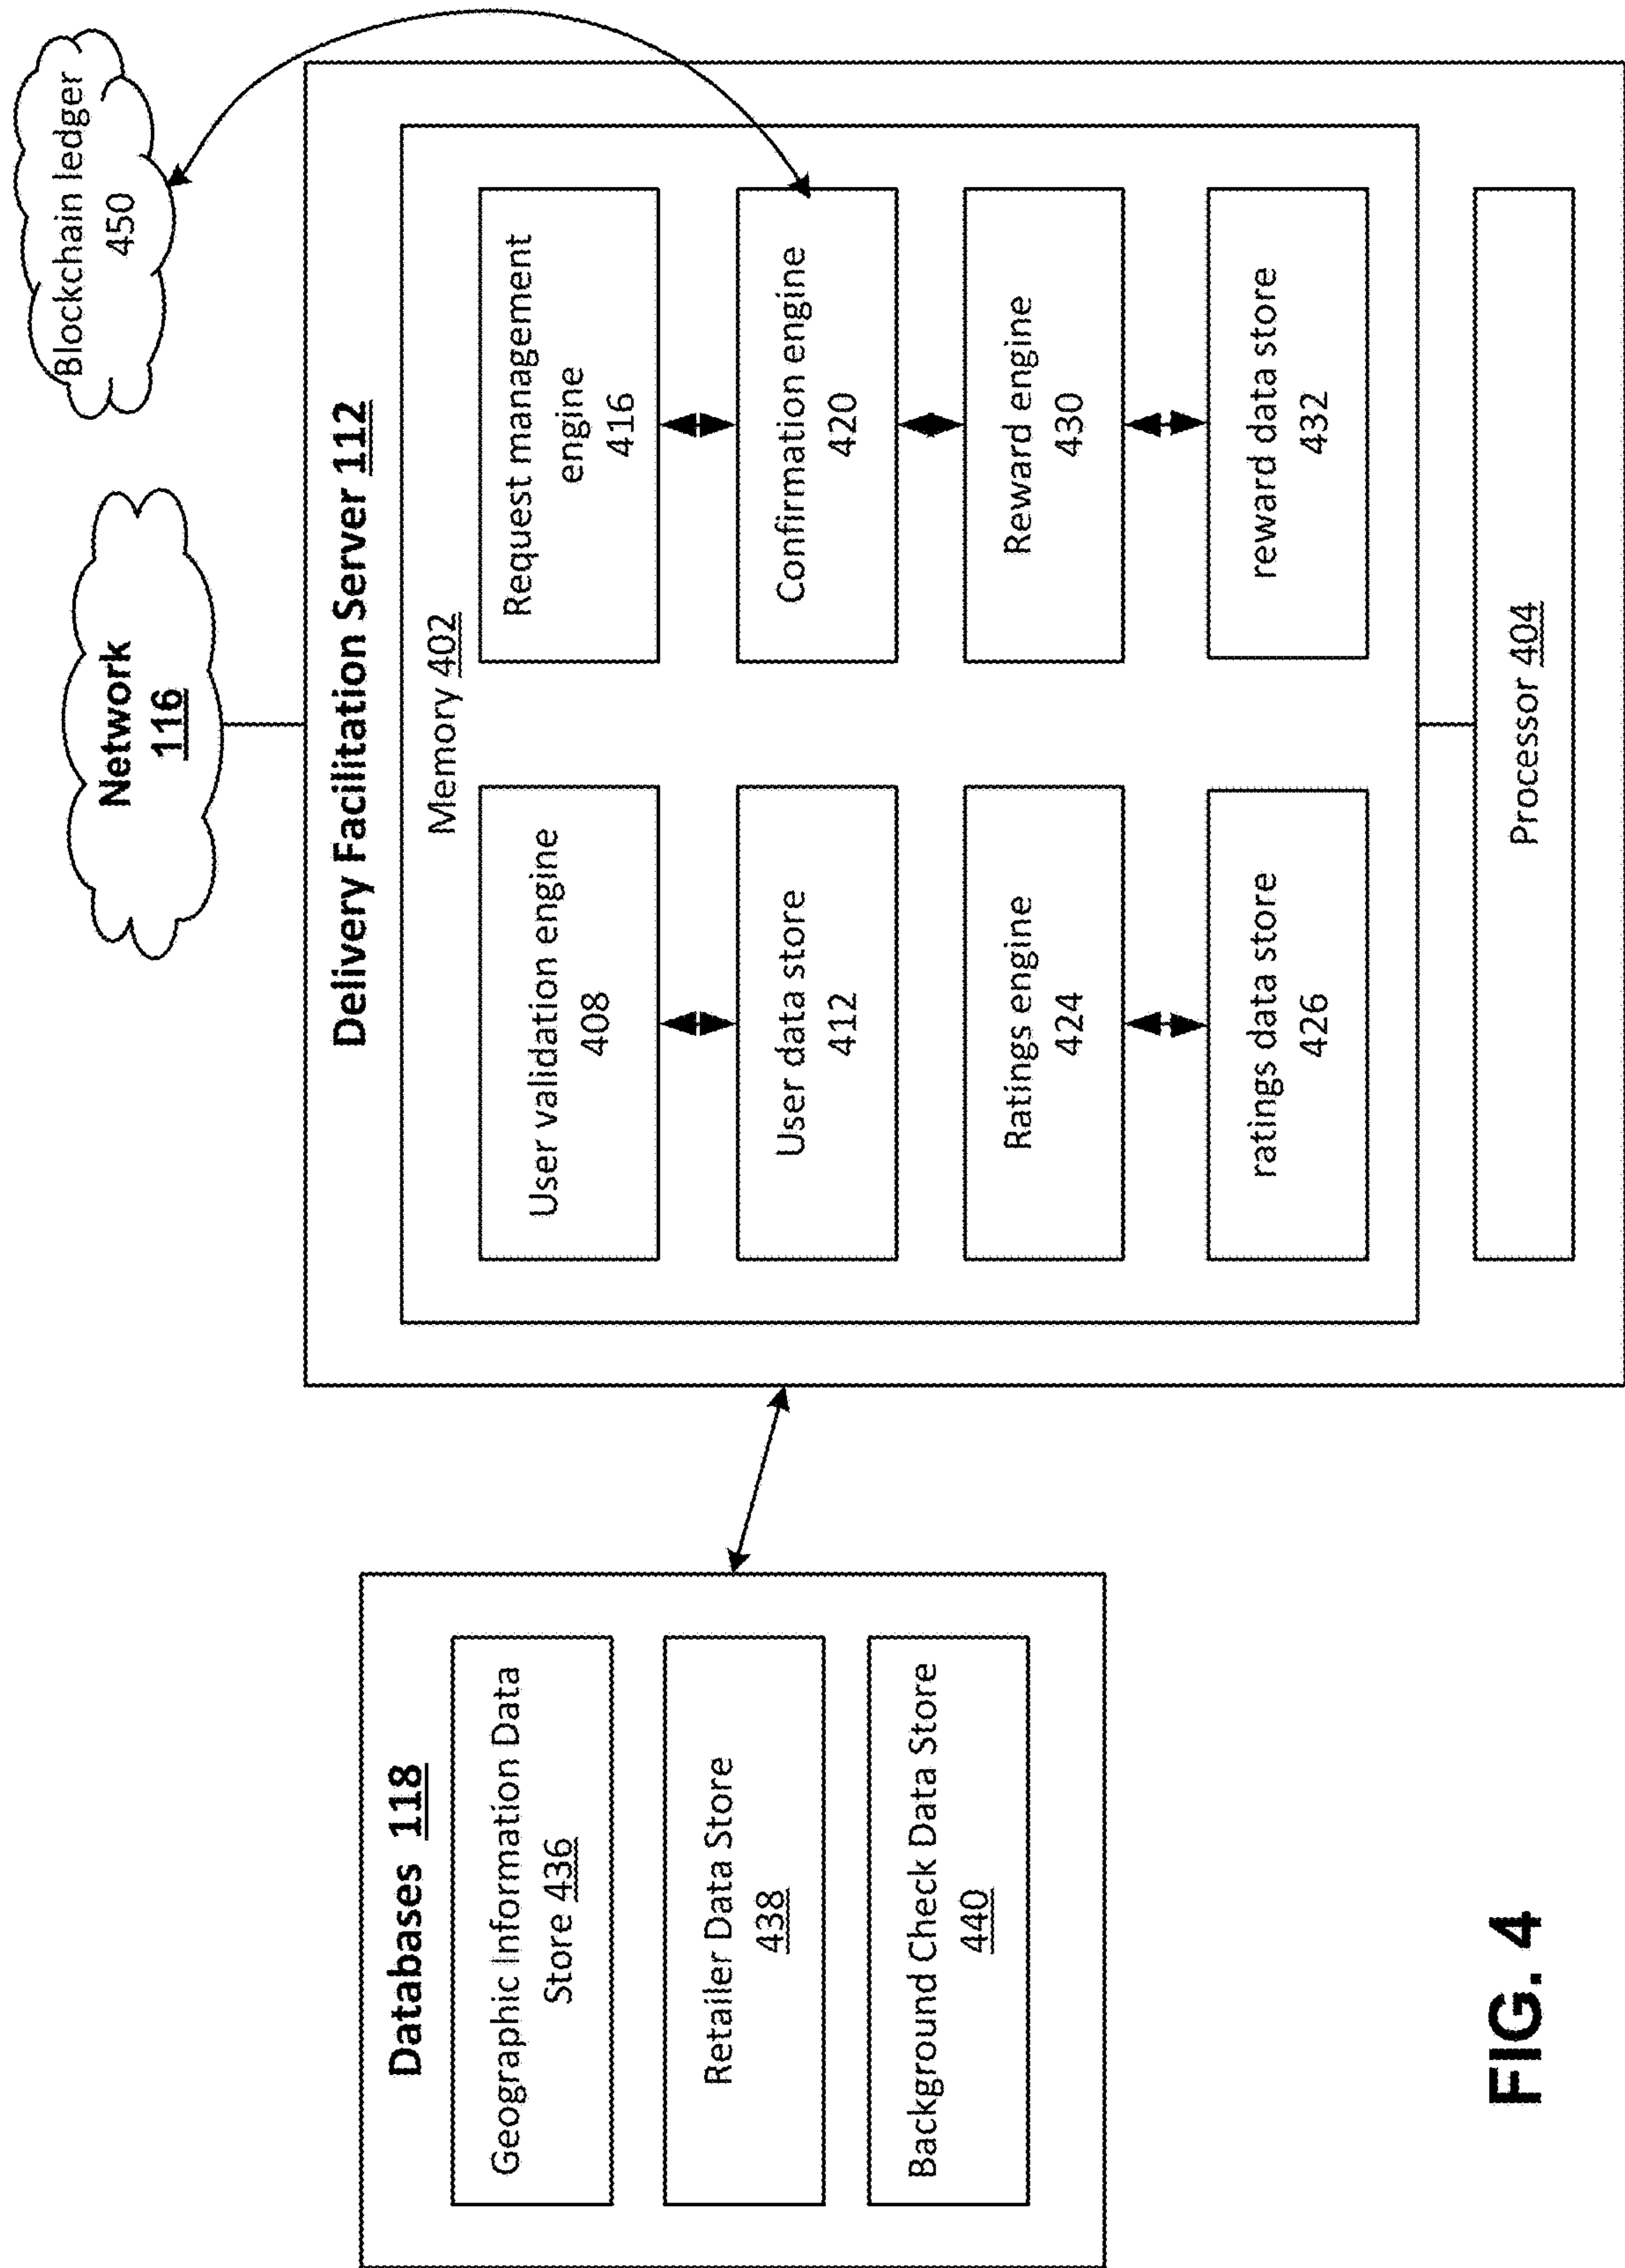 Network
116
Blockchain ledger
450
Databases 118
Geographic Information Data
Store 436
Retailer Data Store
438
Background Check Data Store
440
Delivery Facilitation Server 112
Memory 402
User validation engine
408
User data store
412
Ratings engine
424
ratings data store
426
Request management
engine
416
Confirmation engine
420
Reward engine
430
reward data store
432
Processor 404
FIG. 4